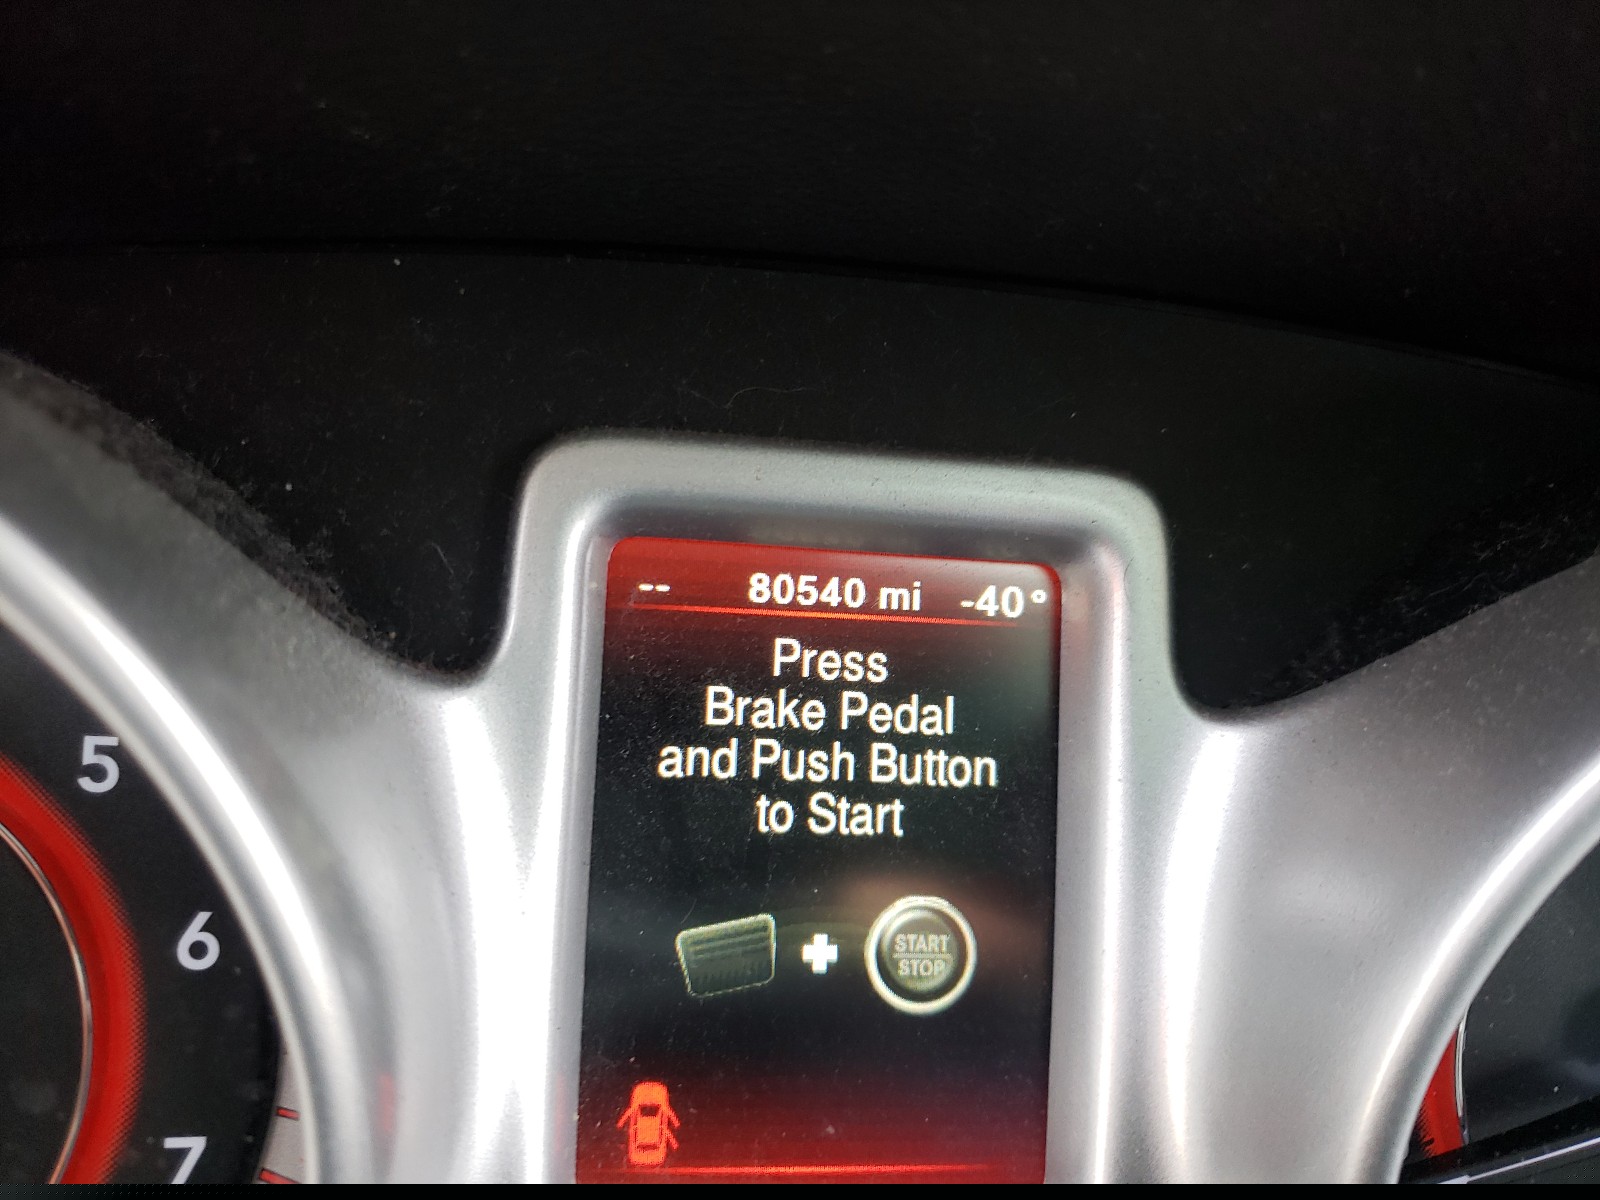 -- 80540 mi -40°
Press
Brake Pedal
and Push Button
to Start
START
STOP
5
6
7